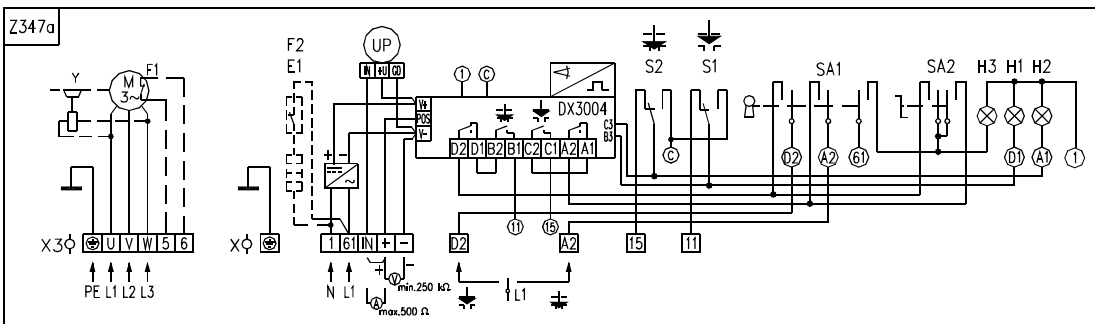 Z347a
F2
E1
UP
IN +U GD
S2 S1
SA1
SA2 H3 H1 H2
Y
M
3~
F1
1 C
DX3004
V+
POS
V-
C3
B3
D2 D1 B2 B1 C2 C1 A2 A1
+ -
~
C
D2 A2 61
D1 A1 1
11 15
X3 U V W 5 6
X
1 61 IN + -
D2
A2
15 11
+ -
V
min.250 kΩ
A
max.500 Ω
PE L1 L2 L3
N L1
L1